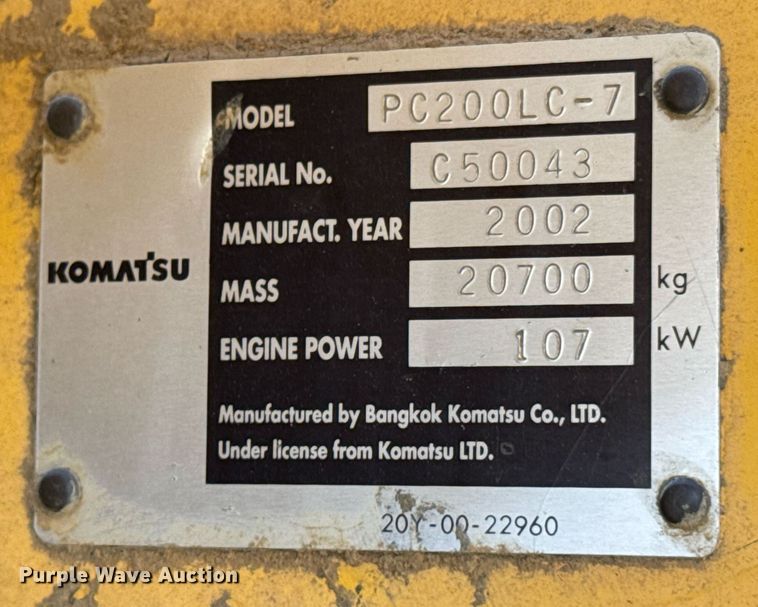 MODEL PC200LC-7
SERIAL No. C50043
MANUFACT. YEAR 2002
KOMATSU
MASS 20700 kg
ENGINE POWER 107 kW
Manufactured by Bangkok Komatsu Co., LTD.
Under license from Komatsu LTD.
20Y-00-22960
Purple Wave Auction